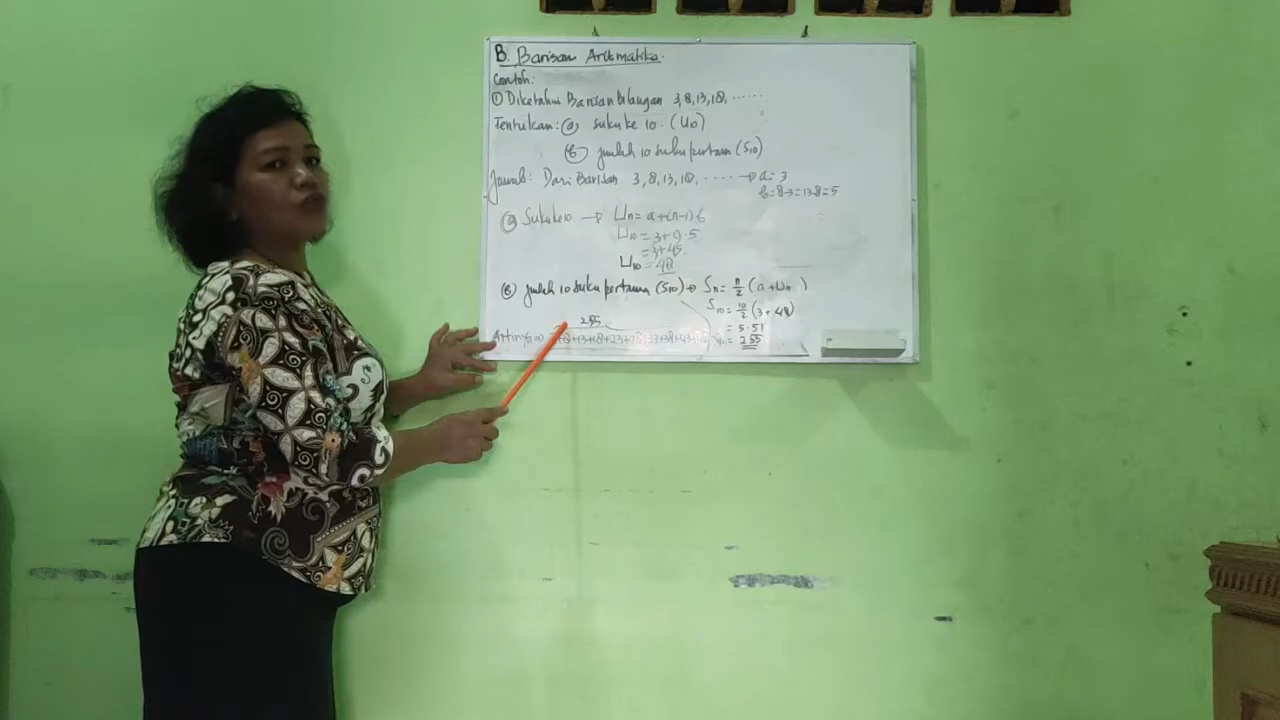 B. Barisan Aritmatika.
Contoh:
① Diketahui Barisan Bilangan 3,8,13,18, ......
Tentukan: ⓐ suku ke 10. (U10)
ⓑ jumlah 10 suku pertama (S10)
Jawab: Dari Barisan 3, 8, 13, 18, ..... → a = 3
b = 8-3 = 13-8 = 5
ⓐ Suku ke 10 → Un = a+(n-1)b
U10 = 3+9·5
= 3+45.
U10 = 48
ⓑ jumlah 10 suku pertama (S10) → Sn = n/2 (a+Un)
S10 = 10/2 (3+48)
= 5·51
= 255
255
Artinya ⇒ 3+8+13+18+23+28+33+38+43+48